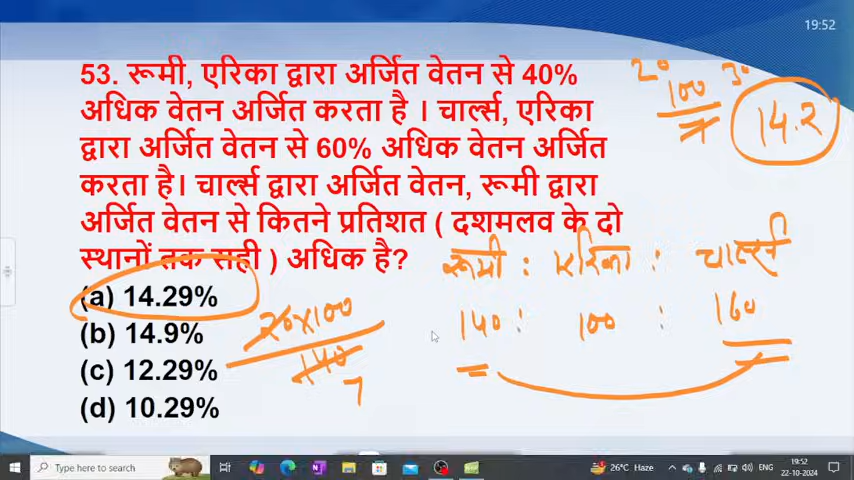 19:52
53. रूमी, एरिका द्वारा अर्जित वेतन से 40%
अधिक वेतन अर्जित करता है । चार्ल्स, एरिका
द्वारा अर्जित वेतन से 60% अधिक वेतन अर्जित
करता है। चार्ल्स द्वारा अर्जित वेतन, रूमी द्वारा
अर्जित वेतन से कितने प्रतिशत ( दशमलव के दो
स्थानों तक सही ) अधिक है?
(a) 14.29%
(b) 14.9%
(c) 12.29%
(d) 10.29%
20 30
100
7
14.2
रूमी : एरिका : चार्ल्स
140 : 100 : 160
20x100
140
7
Type here to search
26°C Haze
ENG
19:52
22-10-2024